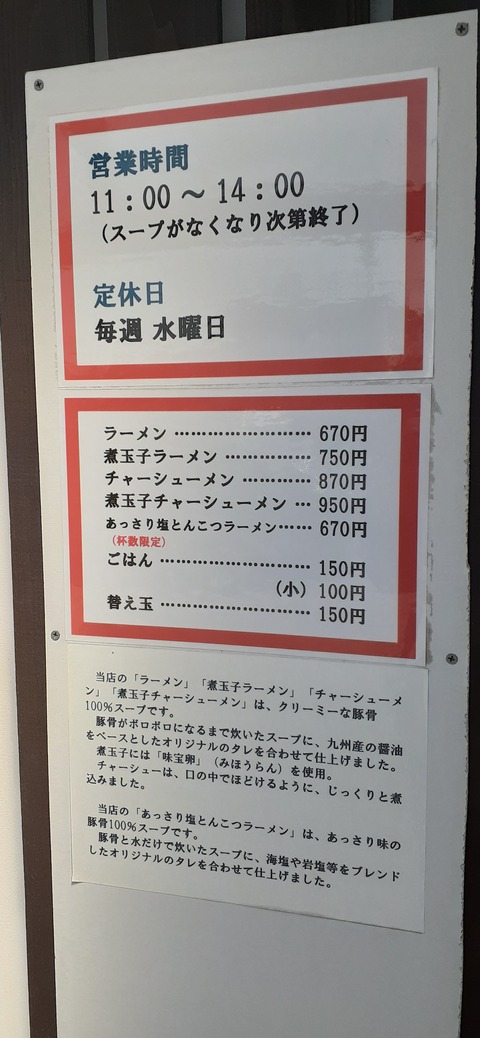 営業時間
11：00 ～ 14：00
（スープがなくなり次第終了）
定休日
毎週 水曜日
ラーメン ……………………… 670円
煮玉子ラーメン ……………… 750円
チャーシューメン …………… 870円
煮玉子チャーシューメン … 950円
あっさり塩とんこつラーメン…… 670円
（杯数限定）
ごはん ………………………… 150円
（小）100円
替え玉 ………………………… 150円
当店の「ラーメン」「煮玉子ラーメン」「チャーシューメ
ン」「煮玉子チャーシューメン」は、クリーミーな豚骨
100％スープです。
豚骨がボロボロになるまで炊いたスープに、九州産の醤油
をベースとしたオリジナルのタレを合わせて仕上げました。
煮玉子には「味宝卵」（みほうらん）を使用。
チャーシューは、口の中でほどけるように、じっくりと煮
込みました。
当店の「あっさり塩とんこつラーメン」は、あっさり味の
豚骨100％スープです。
豚骨と水だけで炊いたスープに、海塩や岩塩等をブレンド
したオリジナルのタレを合わせて仕上げました。